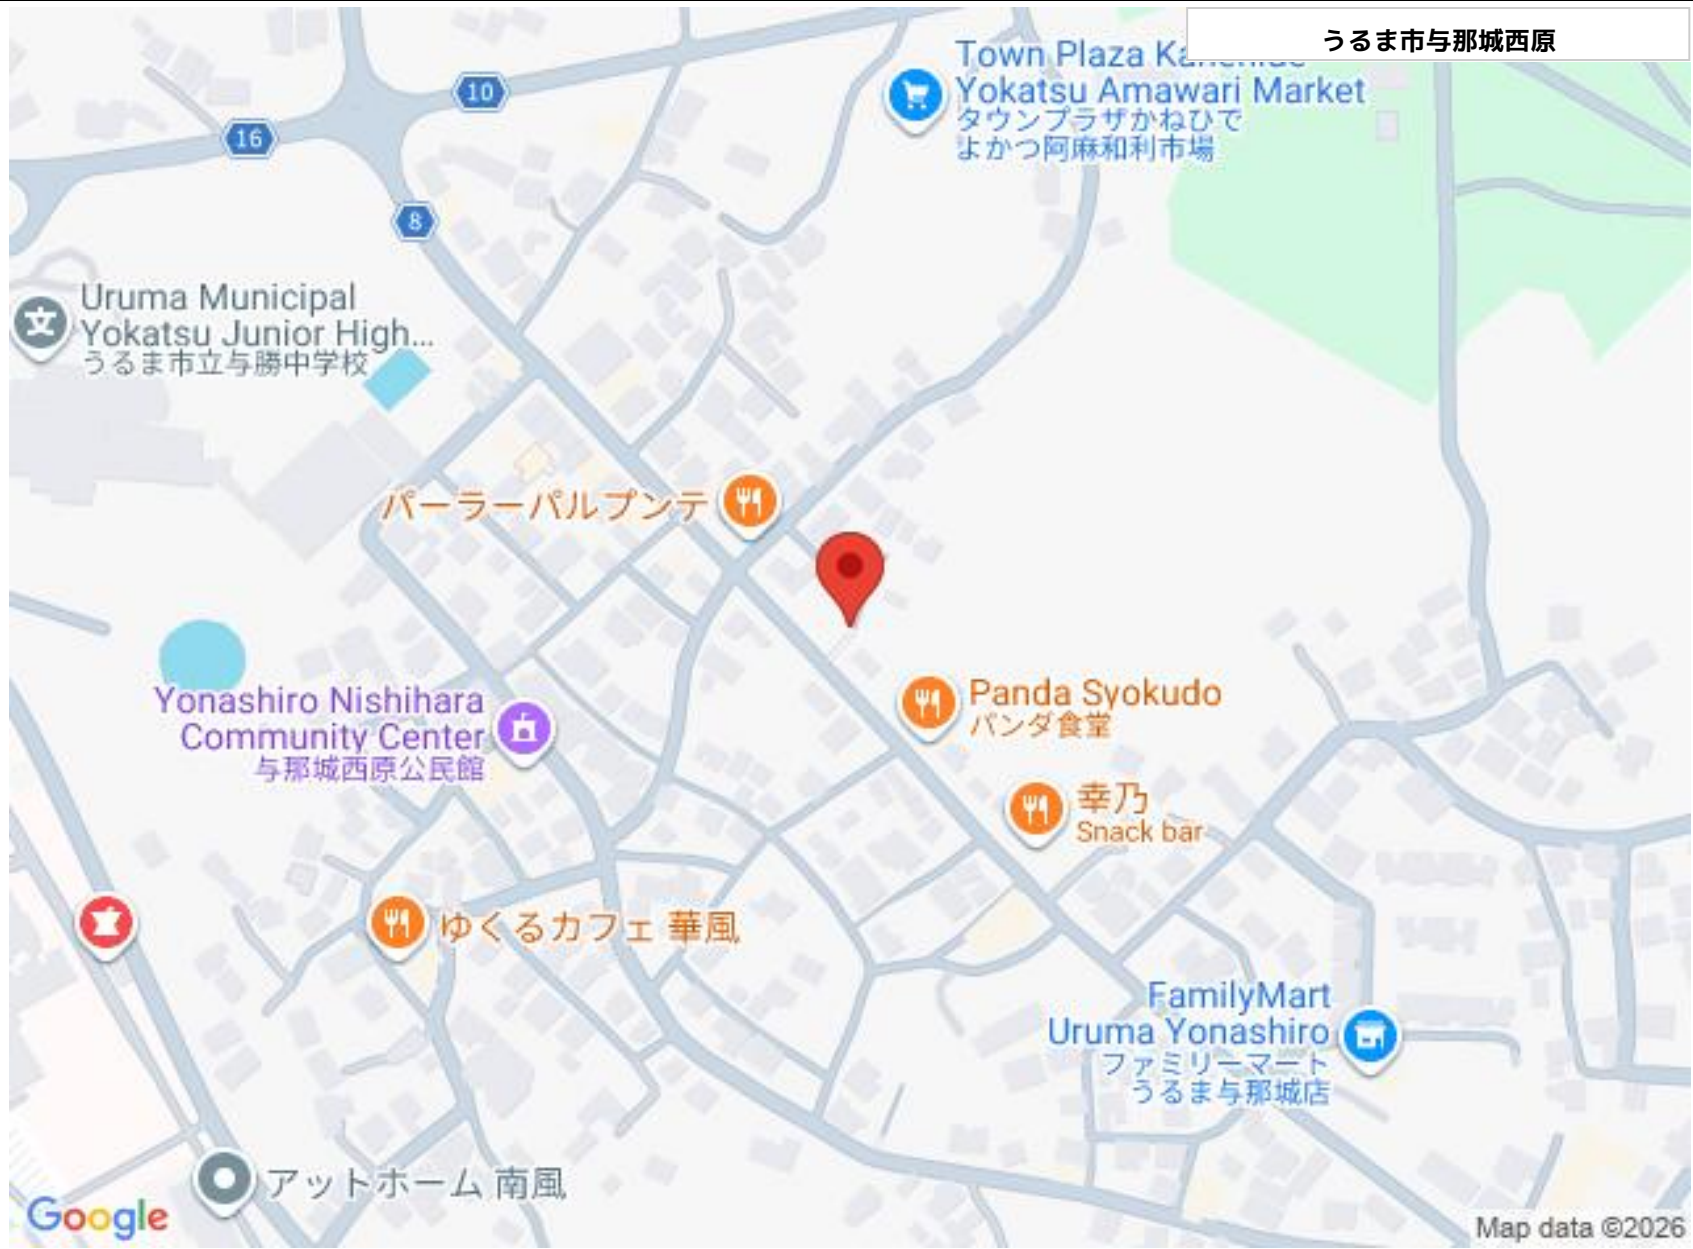 うるま市与那城西原
Town Plaza Kanehide
Yokatsu Amawari Market
タウンプラザかねひで
よかつ阿麻和利市場
10
16
8
Uruma Municipal
Yokatsu Junior High...
うるま市立与勝中学校
文
パーラーパルプンテ
Yonashiro Nishihara
Community Center
与那城西原公民館
Panda Syokudo
パンダ食堂
幸乃
Snack bar
ゆくるカフェ 華風
FamilyMart
Uruma Yonashiro
ファミリーマート
うるま与那城店
アットホーム 南風
Google
Map data ©2026